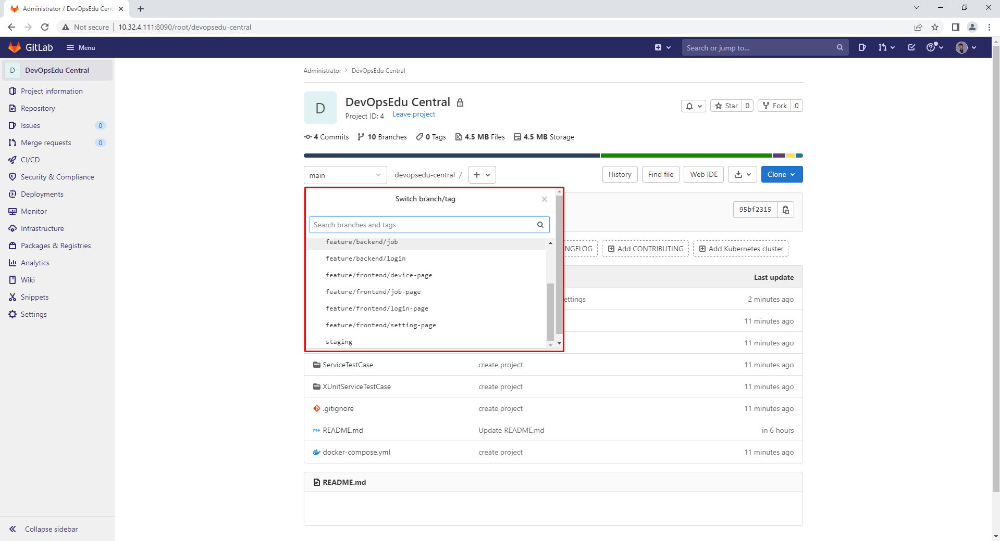 Administrator / DevOpsEdu Cent
Not secure 10.32.4.111:8090/root/devopsedu-central
GitLab Menu Search or jump to...
D DevOpsEdu Central
Project information
Repository
Issues 0
Merge requests 0
CI/CD
Security & Compliance
Deployments
Monitor
Infrastructure
Packages & Registries
Analytics
Wiki
Snippets
Settings
Collapse sidebar
Administrator > DevOpsEdu Central
D
DevOpsEdu Central
Project ID: 4 Leave project
Star 0 Fork 0
4 Commits 10 Branches 0 Tags 4.5 MB Files 4.5 MB Storage
main devopsedu-central / + History Find file Web IDE Clone
Switch branch/tag
95bf2315
Search branches and tags
feature/backend/job
feature/backend/login
feature/frontend/device-page
feature/frontend/job-page
feature/frontend/login-page
feature/frontend/setting-page
staging
NGELOG Add CONTRIBUTING Add Kubernetes cluster
Last update
ettings 2 minutes ago
11 minutes ago
11 minutes ago
ServiceTestCase create project 11 minutes ago
XUnitServiceTestCase create project 11 minutes ago
.gitignore create project 11 minutes ago
M↓ README.md Update README.md in 6 hours
docker-compose.yml create project 11 minutes ago
README.md